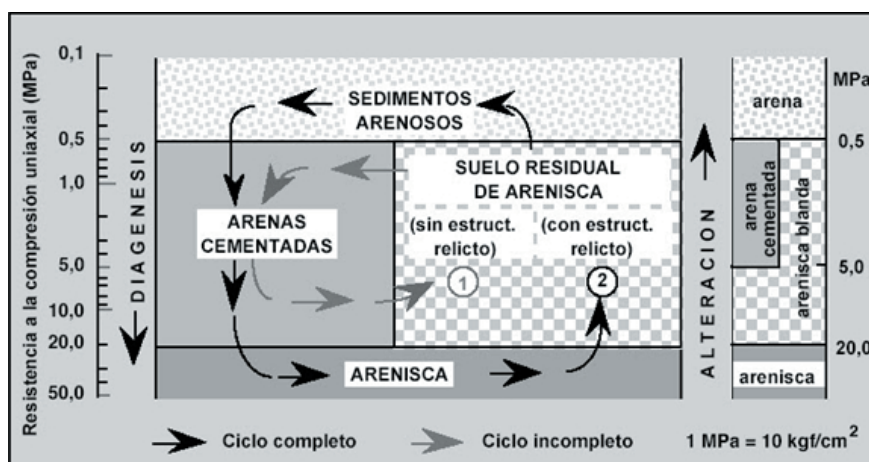 Resistencia a la compresión uniaxial (MPa)
0,1
0,5
1,0
5,0
10,0
20,0
50,0
DIAGENESIS
SEDIMENTOS
ARENOSOS
ARENAS
CEMENTADAS
SUELO RESIDUAL
DE ARENISCA
(sin estruct.
relicto)
(con estruct.
relicto)
1
2
ARENISCA
ALTERACION
arena
arena
cementada
arenisca blanda
arenisca
MPa
0,5
5,0
20,0
Ciclo completo
Ciclo incompleto
1 MPa = 10 kgf/cm²